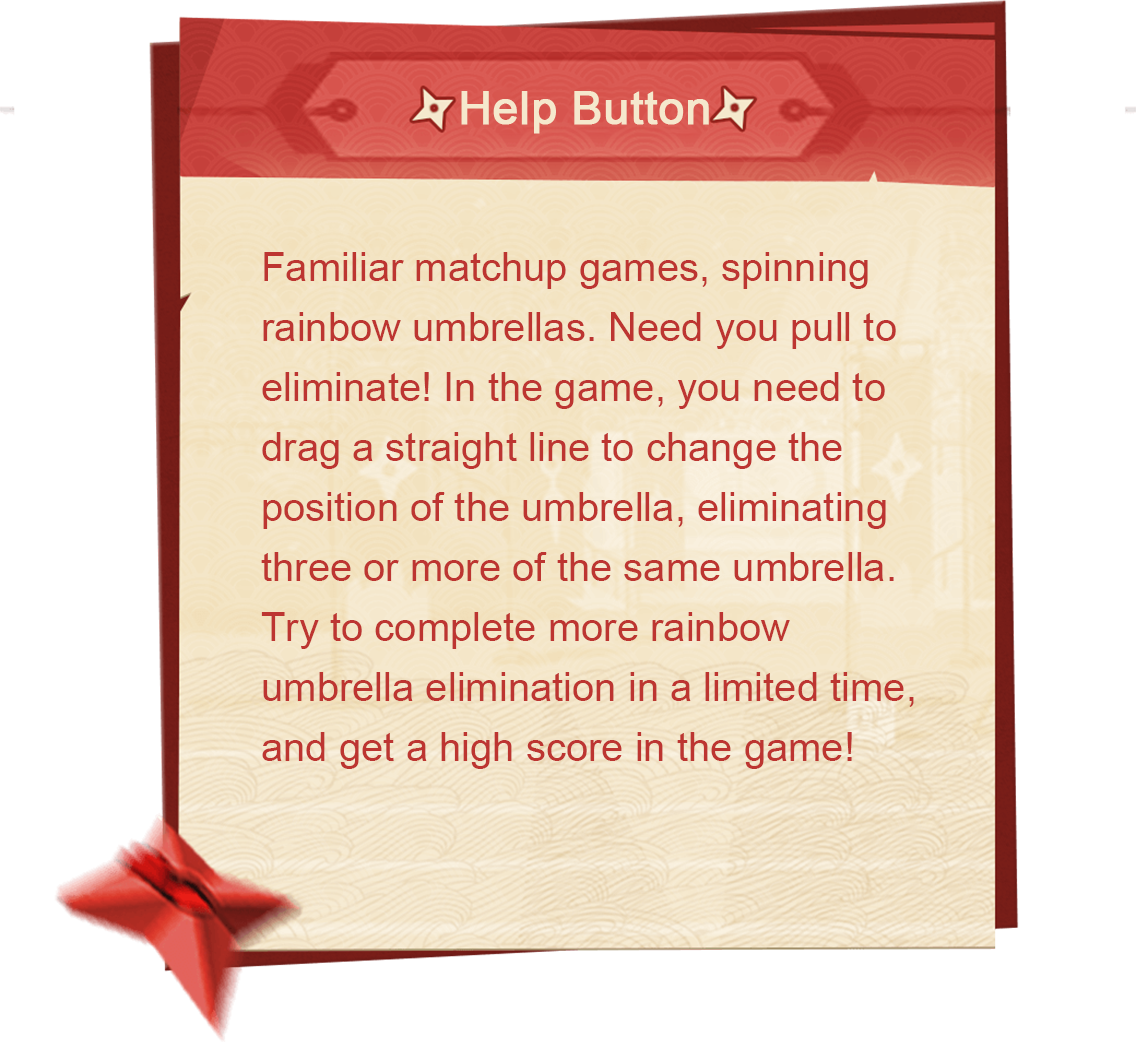 Help Button
Familiar matchup games, spinning
rainbow umbrellas. Need you pull to
eliminate! In the game, you need to
drag a straight line to change the
position of the umbrella, eliminating
three or more of the same umbrella.
Try to complete more rainbow
umbrella elimination in a limited time,
and get a high score in the game!